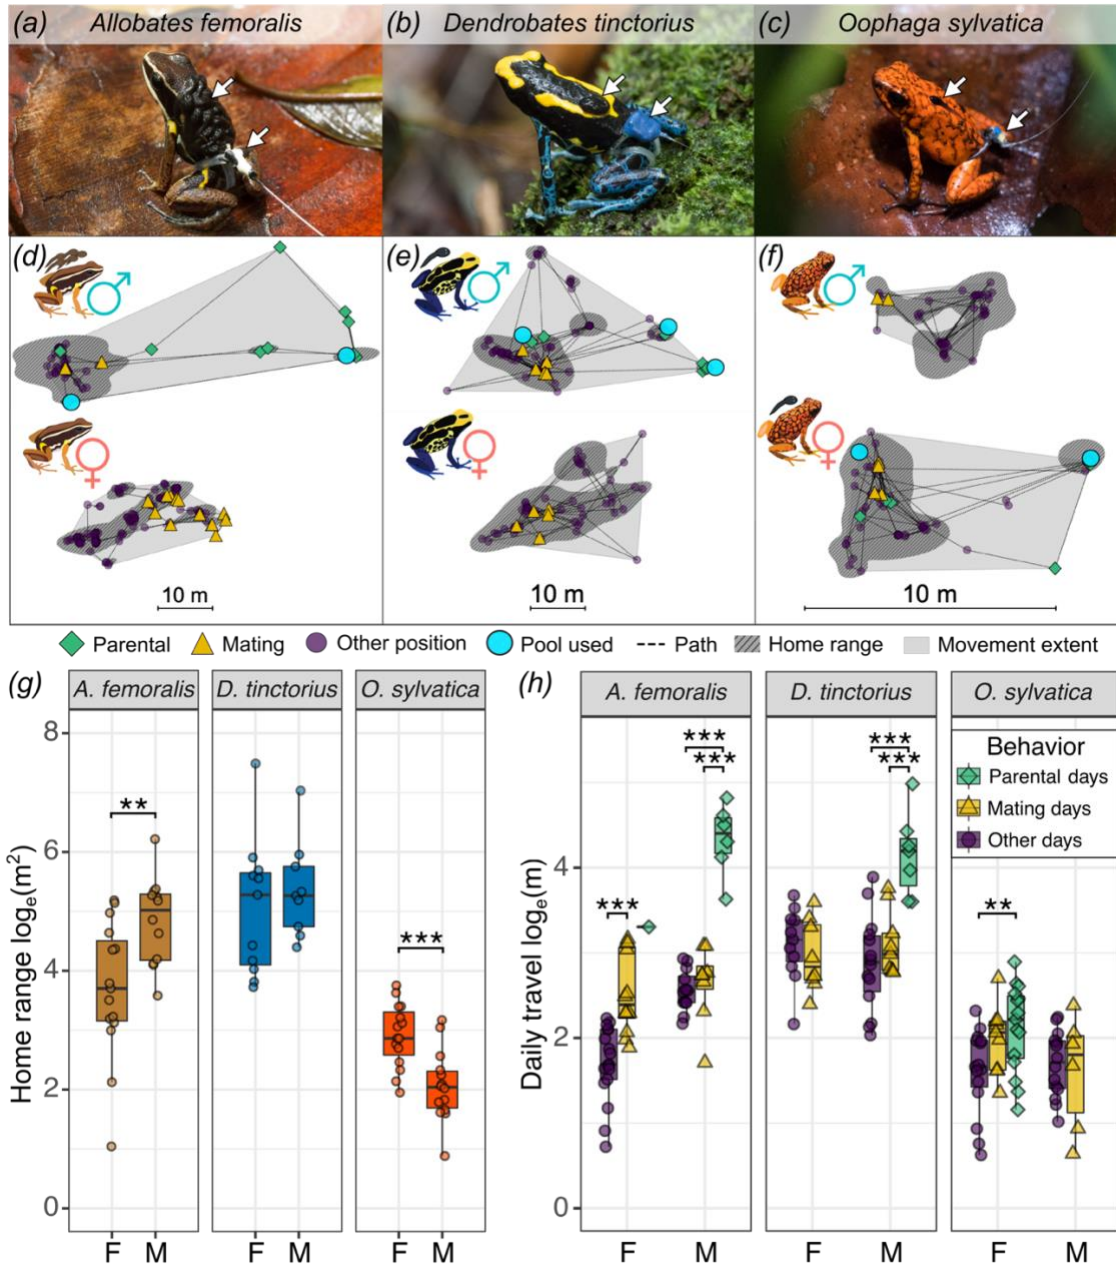 (a) Allobates femoralis
(b) Dendrobates tinctorius
(c) Oophaga sylvatica
(d)
(e)
(f)
10 m
10 m
10 m
Parental
Mating
Other position
Pool used
Path
Home range
Movement extent
(g)
A. femoralis
D. tinctorius
O. sylvatica
Home range logₑ(m²)
8
6
4
2
0
**
***
F M
F M
F M
(h)
A. femoralis
D. tinctorius
O. sylvatica
Daily travel logₑ(m)
4
2
0
***
***
***
***
***
**
Behavior
Parental days
Mating days
Other days
F M
F M
F M